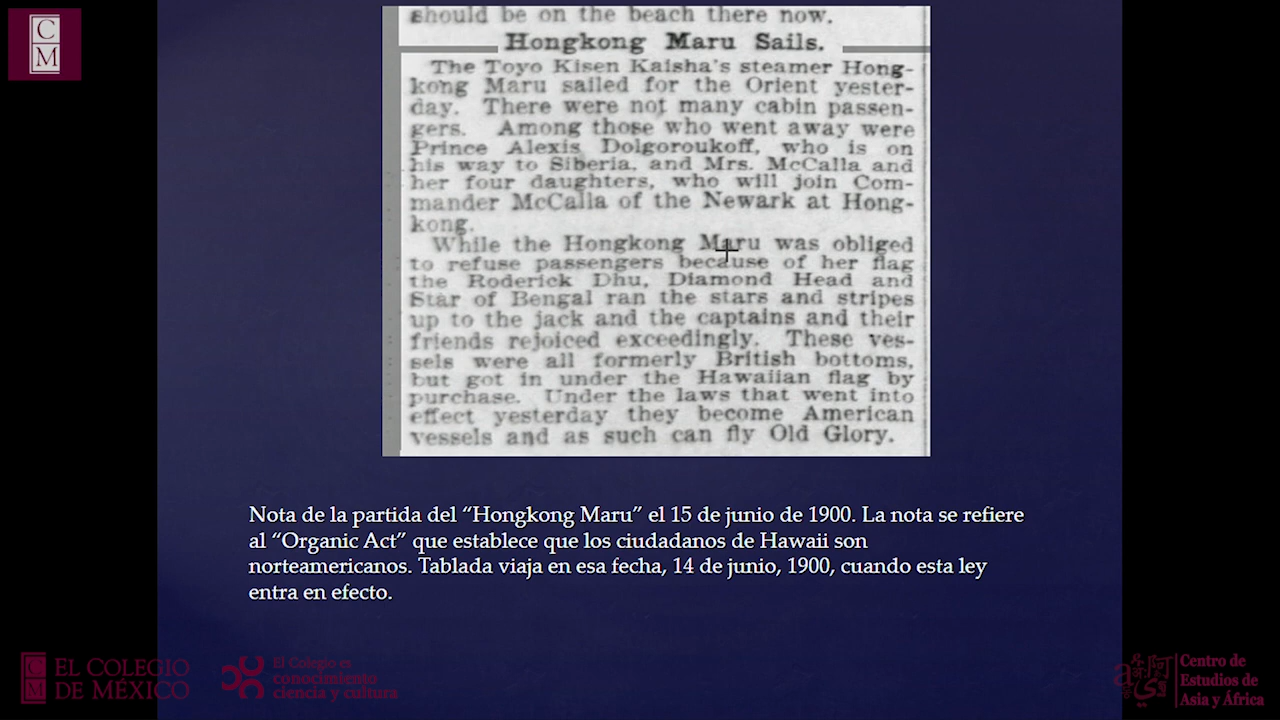 C
M
should be on the beach there now.
Hongkong Maru Sails.
The Toyo Kisen Kaisha's steamer Hong-
kong Maru sailed for the Orient yester-
day. There were not many cabin passen-
gers. Among those who went away were
Prince Alexis Dolgoroukoff, who is on
his way to Siberia, and Mrs. McCalla and
her four daughters, who will join Com-
mander McCalla of the Newark at Hong-
kong.
While the Hongkong Maru was obliged
to refuse passengers because of her flag
the Roderick Dhu, Diamond Head and
Star of Bengal ran the stars and stripes
up to the jack and the captains and their
friends rejoiced exceedingly. These ves-
sels were all formerly British bottoms,
but got in under the Hawaiian flag by
purchase. Under the laws that went into
effect yesterday they become American
vessels and as such can fly Old Glory.
Nota de la partida del “Hongkong Maru” el 15 de junio de 1900. La nota se refiere
al “Organic Act” que establece que los ciudadanos de Hawaii son
norteamericanos. Tablada viaja en esa fecha, 14 de junio, 1900, cuando esta ley
entra en efecto.
CM EL COLEGIO
DE MÉXICO
El Colegio es
conocimiento
ciencia y cultura
Centro de
Estudios de
Asia y África